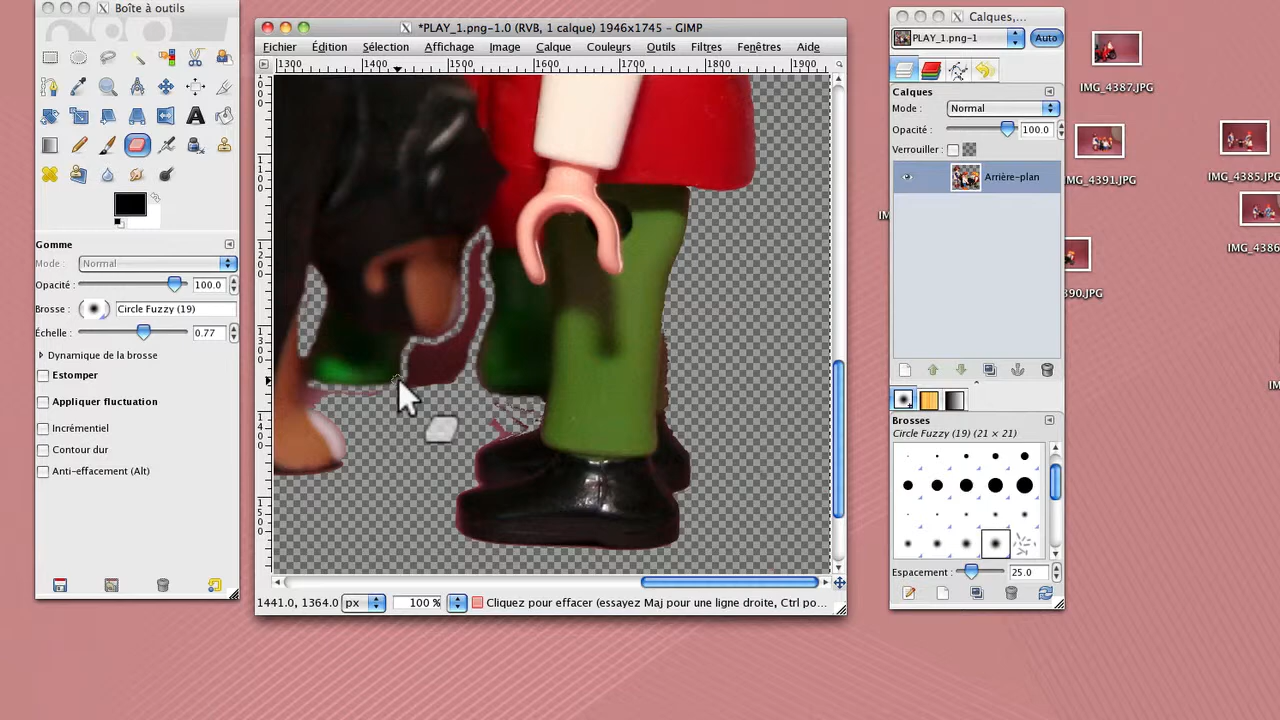 Boîte à outils
Gomme
Mode : Normal
Opacité : 100.0
Brosse : Circle Fuzzy (19)
Échelle : 0.77
Dynamique de la brosse
Estomper
Appliquer fluctuation
Incrémentiel
Contour dur
Anti-effacement (Alt)
*PLAY_1.png-1.0 (RVB, 1 calque) 1946x1745 – GIMP
Fichier Édition Sélection Affichage Image Calque Couleurs Outils Filtres Fenêtres Aide
1300 1400 1500 1600 1700 1800 1900
1441.0, 1364.0 px 100 % Cliquez pour effacer (essayez Maj pour une ligne droite, Ctrl po...
Calques,...
PLAY_1.png-1 Auto
Calques
Mode : Normal
Opacité : 100.0
Verrouiller :
Arrière-plan
Brosses
Circle Fuzzy (19) (21 × 21)
Espacement : 25.0
IMG_4387.JPG
IMG_4391.JPG
IMG_4385.JPG
IMG_4386
390.JPG